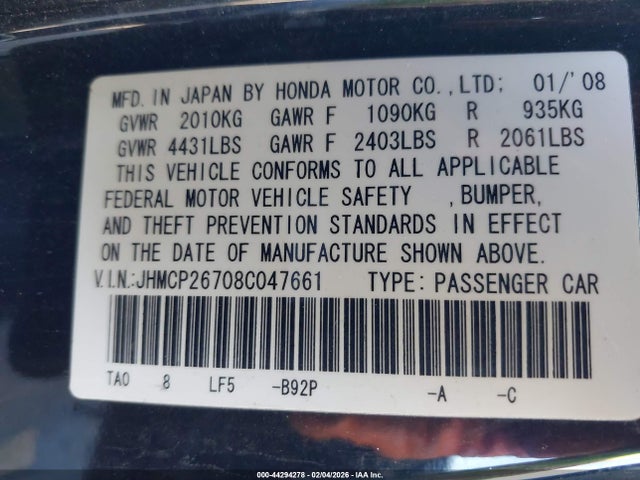 MFD. IN JAPAN BY HONDA MOTOR CO., LTD; 01/'08
GVWR 2010KG GAWR F 1090KG R 935KG
GVWR 4431LBS GAWR F 2403LBS R 2061LBS
THIS VEHICLE CONFORMS TO ALL APPLICABLE
FEDERAL MOTOR VEHICLE SAFETY , BUMPER,
AND THEFT PREVENTION STANDARDS IN EFFECT
ON THE DATE OF MANUFACTURE SHOWN ABOVE.
V.I.N.:JHMCP26708C047661 TYPE: PASSENGER CAR
TA0 8 LF5 -B92P -A -C
000-44294278 - 02/04/2026 - IAA Inc.